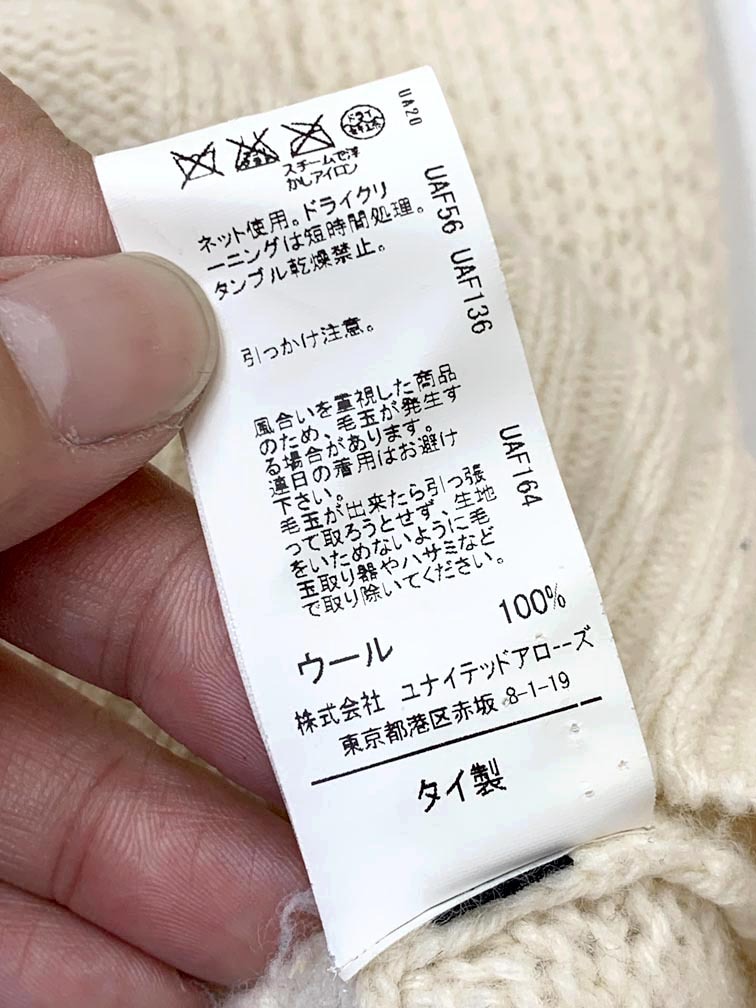 UA20
ドライ
セキユ系
スチームで浮
かしアイロン
ネット使用。ドライクリ
ーニングは短時間処理。
タンブル乾燥禁止。
UAF56 UAF136
引っかけ注意。
風合いを重視した商品
のため、毛玉が発生す
る場合があります。
連日の着用はお避け
下さい。
毛玉が出来たら引っ張
って取ろうとせず、生地
をいためないように毛
玉取り器やハサミなど
で取り除いてください。
UAF164
ウール 100%
株式会社 ユナイテッドアローズ
東京都港区赤坂 8-1-19
タイ製